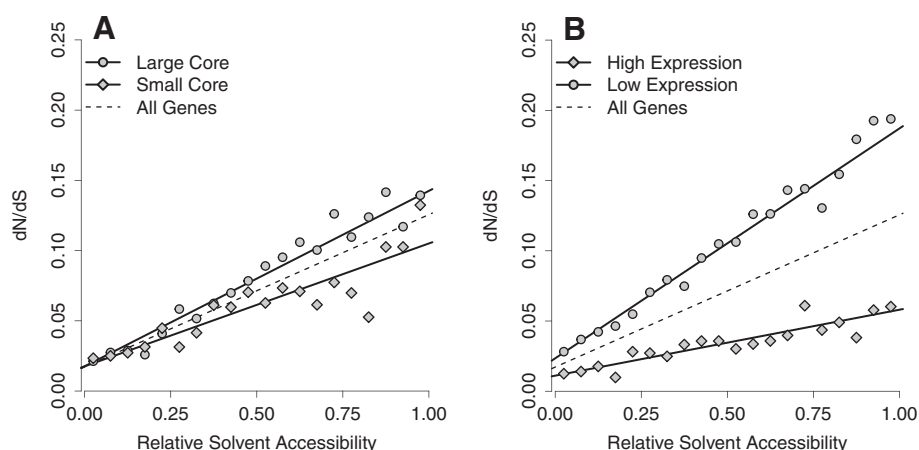 A
Large Core
Small Core
All Genes
dN/dS
0.25
0.20
0.15
0.10
0.05
0.00
0.00 0.25 0.50 0.75 1.00
Relative Solvent Accessibility
B
High Expression
Low Expression
All Genes
dN/dS
0.25
0.20
0.15
0.10
0.05
0.00
0.00 0.25 0.50 0.75 1.00
Relative Solvent Accessibility